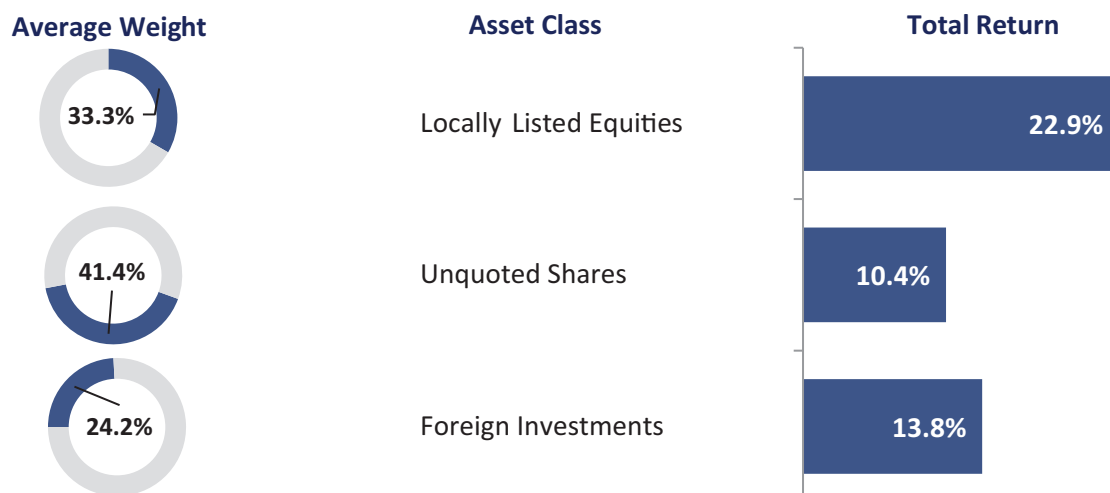 Average Weight Asset Class Total Return
33.3% Locally Listed Equities 22.9%
41.4% Unquoted Shares 10.4%
24.2% Foreign Investments 13.8%